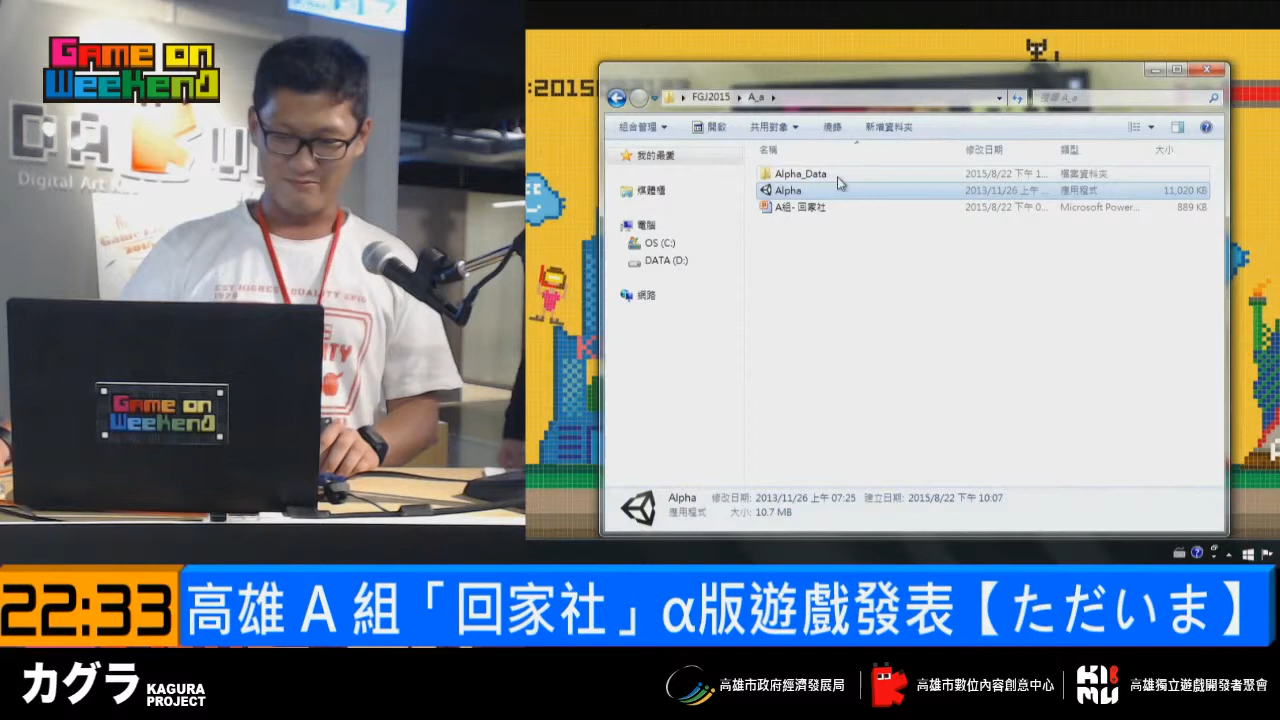 Game on
Weekend
Digital Art K
EST HIGHEST QUALITY EPIC
1978
Game on
Weekend
:2015
FGJ2015 ▸ A_a ▸
搜尋 A_a
組合管理
開啟
共用對象
燒錄
新增資料夾
我的最愛
媒體櫃
電腦
OS (C:)
DATA (D:)
網路
名稱 修改日期 類型 大小
Alpha_Data 2015/8/22 下午 1... 檔案資料夾
Alpha 2013/11/26 上午 ... 應用程式 11,020 KB
A組- 回家社 2015/8/22 下午 0... Microsoft Power... 889 KB
Alpha 修改日期: 2013/11/26 上午 07:25 建立日期: 2015/8/22 下午 10:07
應用程式 大小: 10.7 MB
22:33
高雄 A 組「回家社」α版遊戲發表【ただいま】
カグラ KAGURA
PROJECT
高雄市政府經濟發展局
高雄市數位內容創意中心
KIMU
高雄獨立遊戲開發者聚會